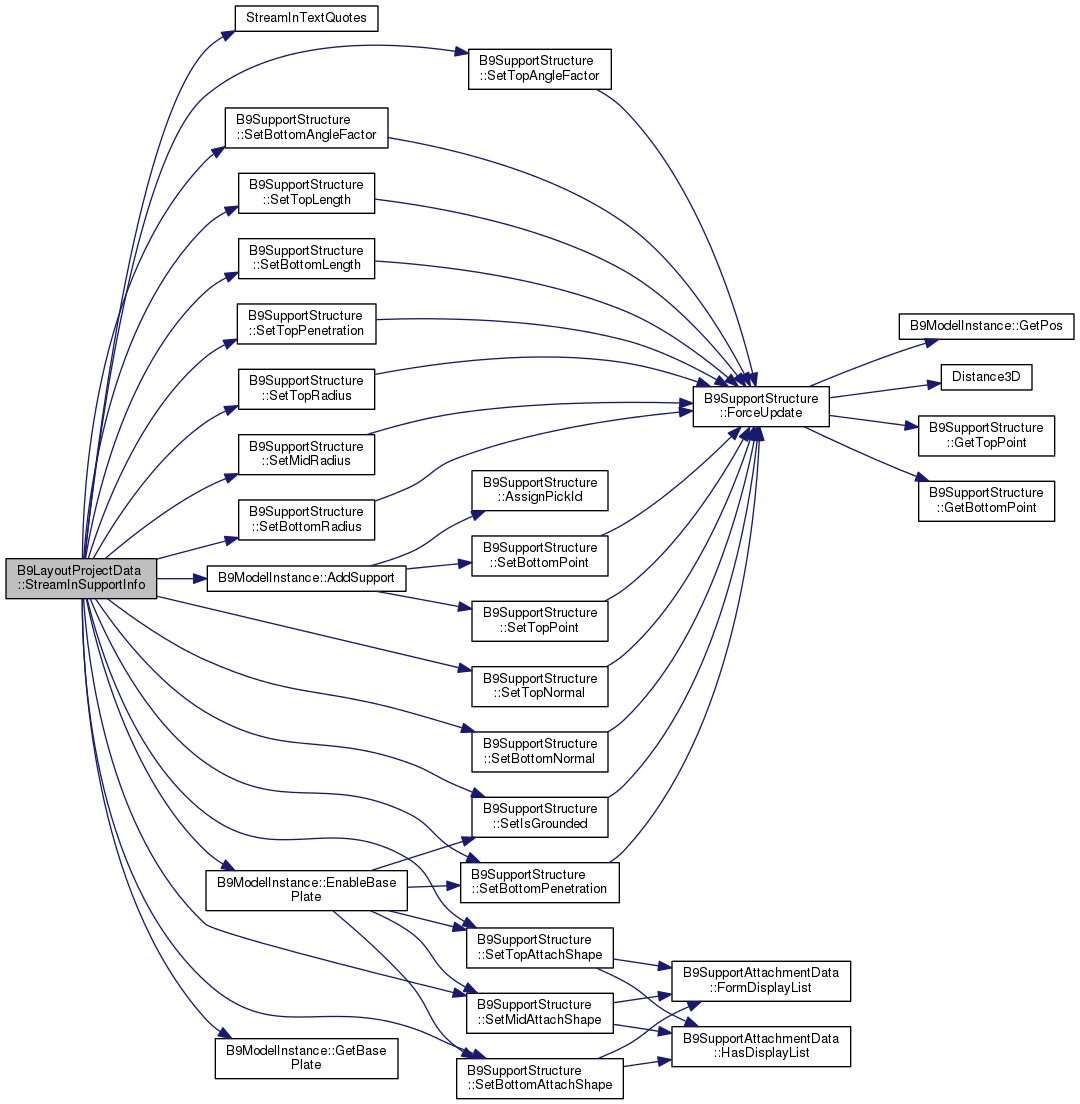 StreamInTextQuotes
B9SupportStructure
::SetTopAngleFactor
B9SupportStructure
::SetBottomAngleFactor
B9SupportStructure
::SetTopLength
B9SupportStructure
::SetBottomLength
B9SupportStructure
::SetTopPenetration
B9SupportStructure
::SetTopRadius
B9SupportStructure
::SetMidRadius
B9SupportStructure
::SetBottomRadius
B9LayoutProjectData
::StreamInSupportInfo
B9ModelInstance::AddSupport
B9SupportStructure
::AssignPickId
B9SupportStructure
::SetBottomPoint
B9SupportStructure
::SetTopPoint
B9SupportStructure
::SetTopNormal
B9SupportStructure
::SetBottomNormal
B9SupportStructure
::SetIsGrounded
B9SupportStructure
::SetBottomPenetration
B9ModelInstance::EnableBase
Plate
B9SupportStructure
::SetTopAttachShape
B9SupportStructure
::SetMidAttachShape
B9SupportStructure
::SetBottomAttachShape
B9ModelInstance::GetBase
Plate
B9SupportStructure
::ForceUpdate
B9ModelInstance::GetPos
Distance3D
B9SupportStructure
::GetTopPoint
B9SupportStructure
::GetBottomPoint
B9SupportAttachmentData
::FormDisplayList
B9SupportAttachmentData
::HasDisplayList